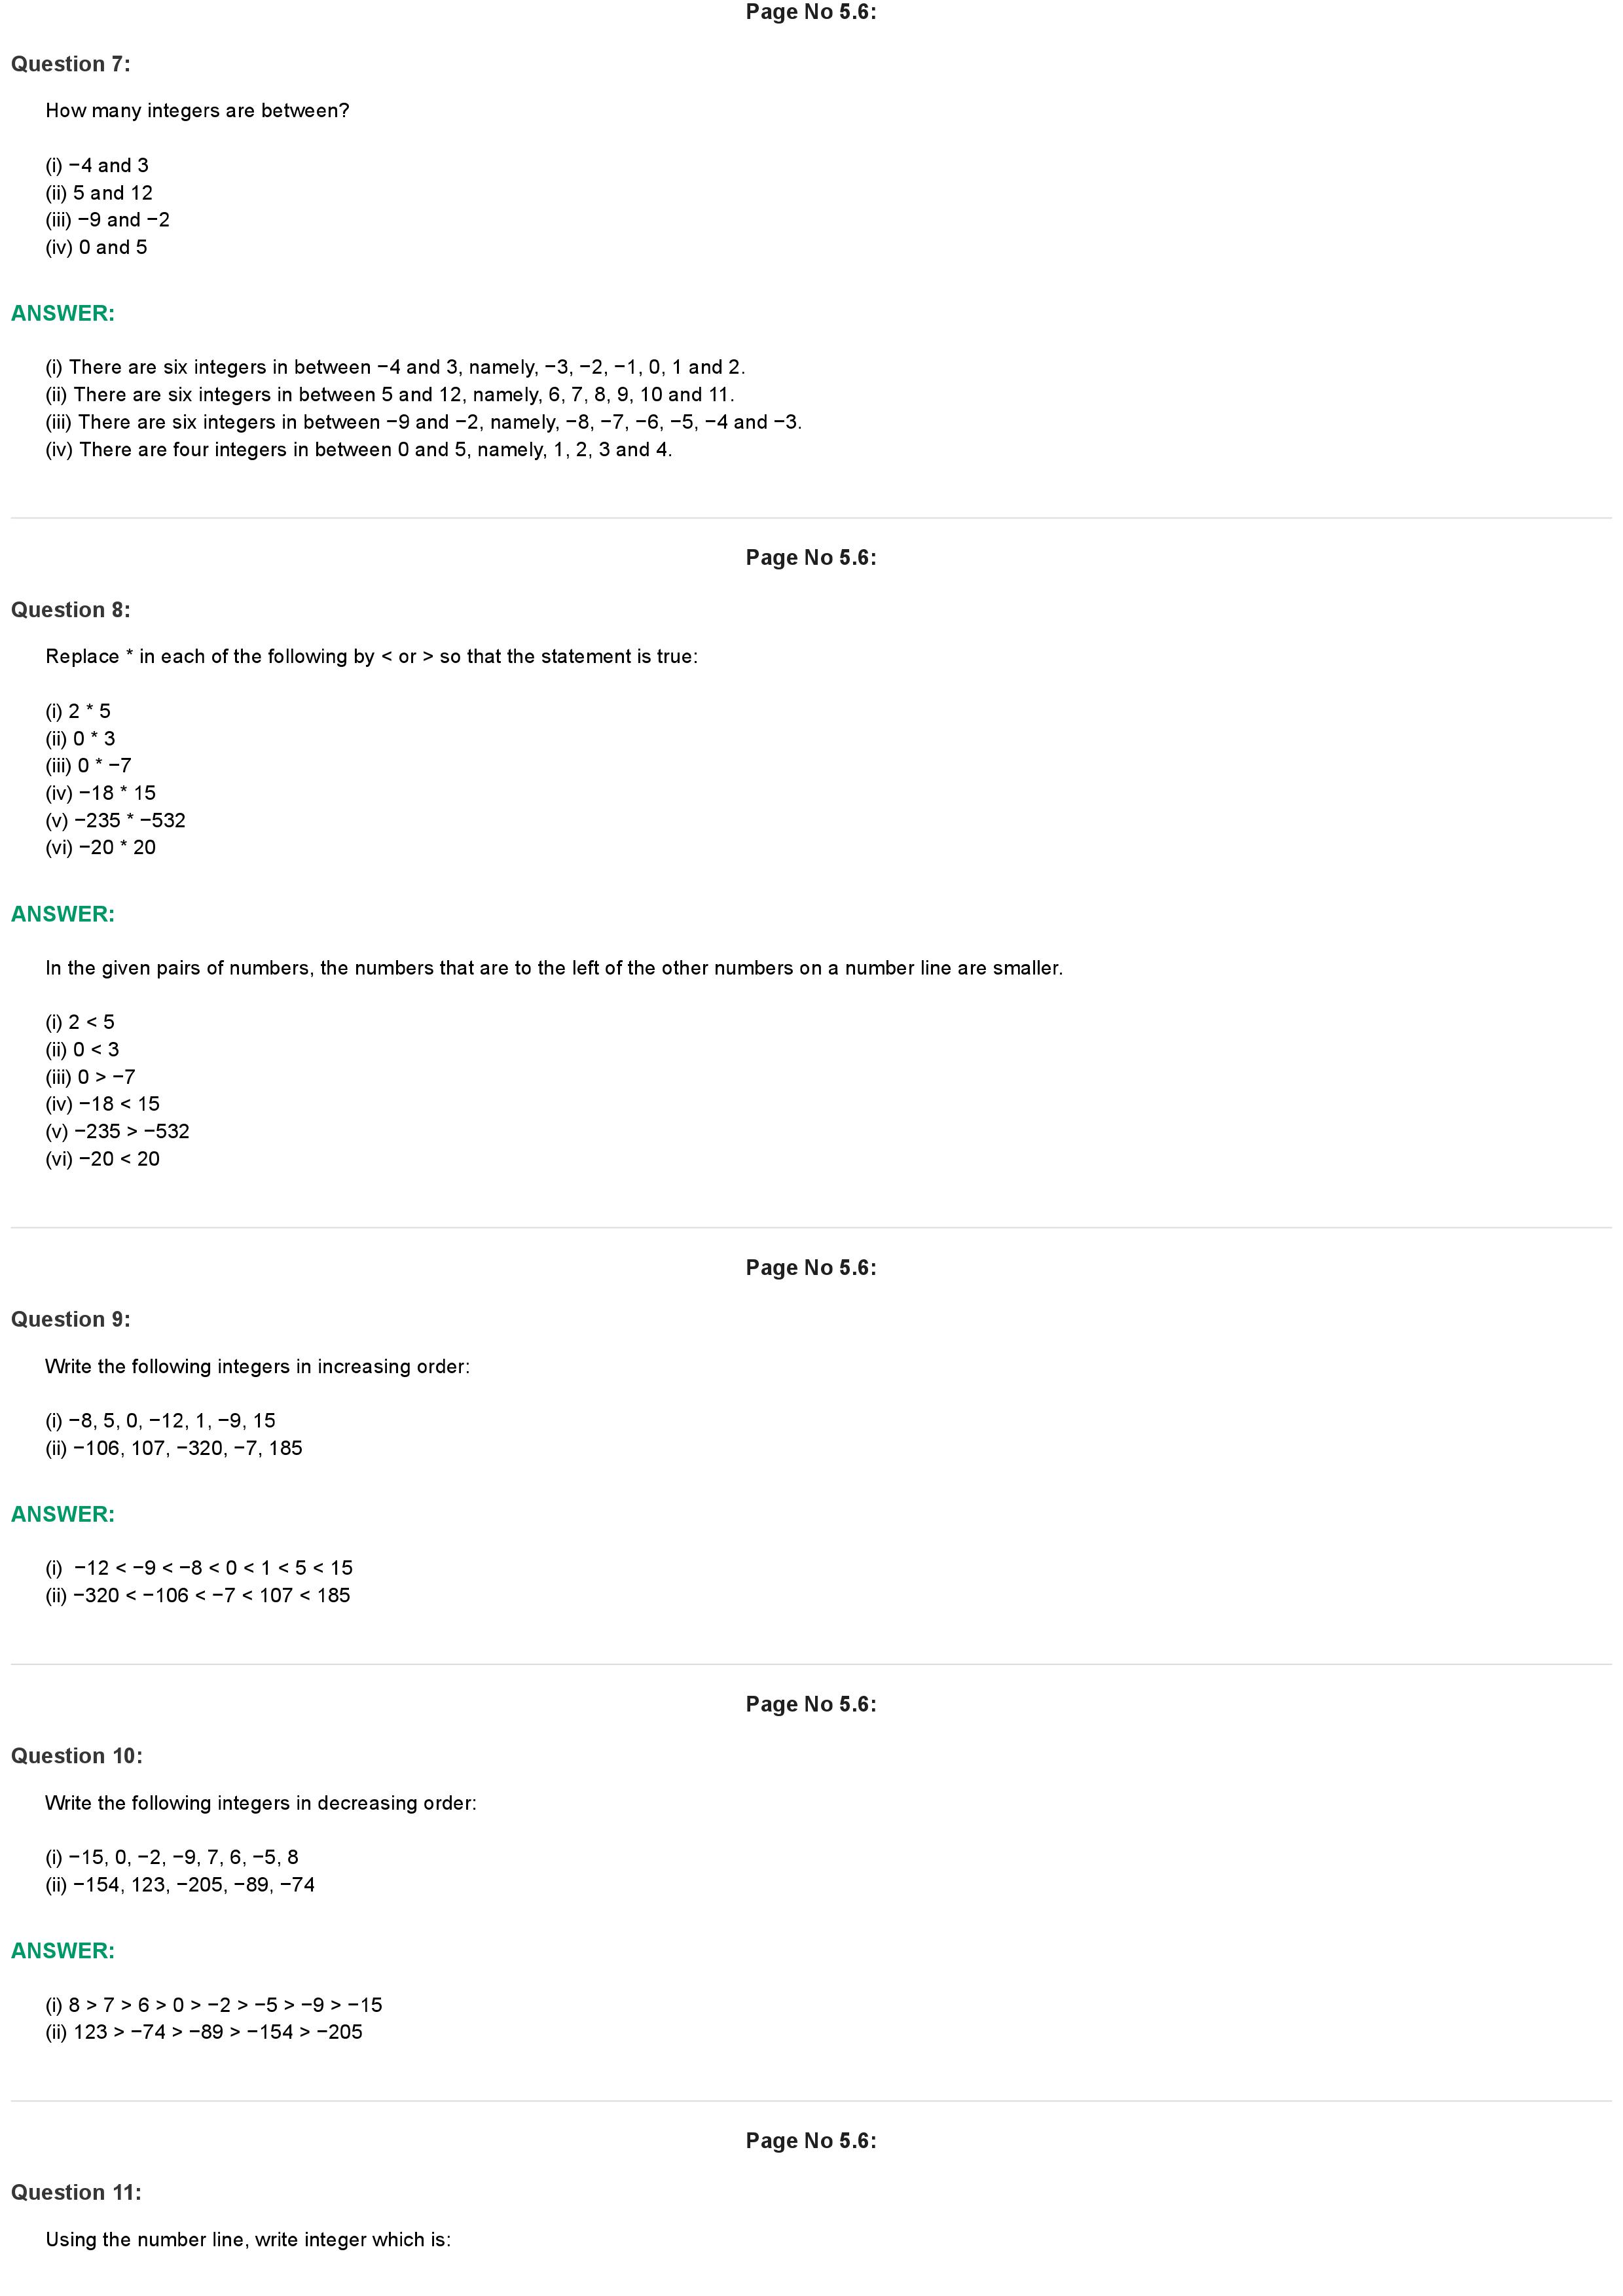 Page No 5.6:
Question 7:
How many integers are between?
(i) −4 and 3
(ii) 5 and 12
(iii) −9 and −2
(iv) 0 and 5
ANSWER:
(i) There are six integers in between −4 and 3, namely, −3, −2, −1, 0, 1 and 2.
(ii) There are six integers in between 5 and 12, namely, 6, 7, 8, 9, 10 and 11.
(iii) There are six integers in between −9 and −2, namely, −8, −7, −6, −5, −4 and −3.
(iv) There are four integers in between 0 and 5, namely, 1, 2, 3 and 4.
Page No 5.6:
Question 8:
Replace * in each of the following by < or > so that the statement is true:
(i) 2 * 5
(ii) 0 * 3
(iii) 0 * −7
(iv) −18 * 15
(v) −235 * −532
(vi) −20 * 20
ANSWER:
In the given pairs of numbers, the numbers that are to the left of the other numbers on a number line are smaller.
(i) 2 < 5
(ii) 0 < 3
(iii) 0 > −7
(iv) −18 < 15
(v) −235 > −532
(vi) −20 < 20
Page No 5.6:
Question 9:
Write the following integers in increasing order:
(i) −8, 5, 0, −12, 1, −9, 15
(ii) −106, 107, −320, −7, 185
ANSWER:
(i) −12 < −9 < −8 < 0 < 1 < 5 < 15
(ii) −320 < −106 < −7 < 107 < 185
Page No 5.6:
Question 10:
Write the following integers in decreasing order:
(i) −15, 0, −2, −9, 7, 6, −5, 8
(ii) −154, 123, −205, −89, −74
ANSWER:
(i) 8 > 7 > 6 > 0 > −2 > −5 > −9 > −15
(ii) 123 > −74 > −89 > −154 > −205
Page No 5.6:
Question 11:
Using the number line, write integer which is: